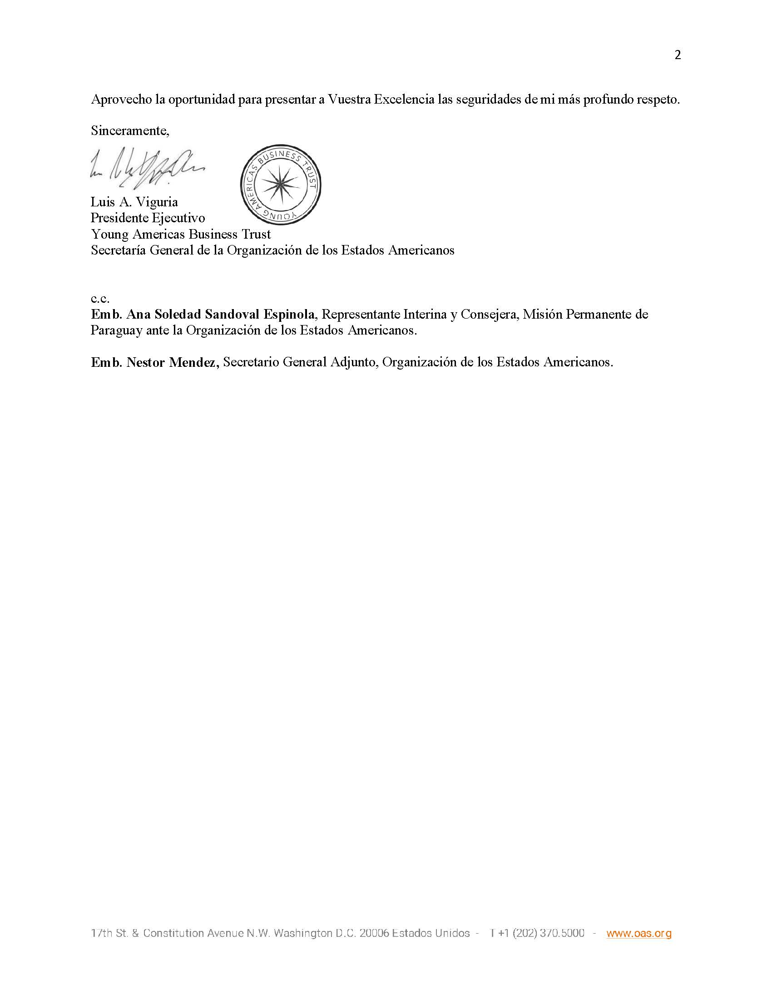 2
Aprovecho la oportunidad para presentar a Vuestra Excelencia las seguridades de mi más profundo respeto.
Sinceramente,
YOUNG AMERICAS BUSINESS TRUST
Luis A. Viguria
Presidente Ejecutivo
Young Americas Business Trust
Secretaría General de la Organización de los Estados Americanos
c.c.
Emb. Ana Soledad Sandoval Espinola, Representante Interina y Consejera, Misión Permanente de
Paraguay ante la Organización de los Estados Americanos.
Emb. Nestor Mendez, Secretario General Adjunto, Organización de los Estados Americanos.
17th St. & Constitution Avenue N.W. Washington D.C. 20006 Estados Unidos - T +1 (202) 370.5000 - www.oas.org